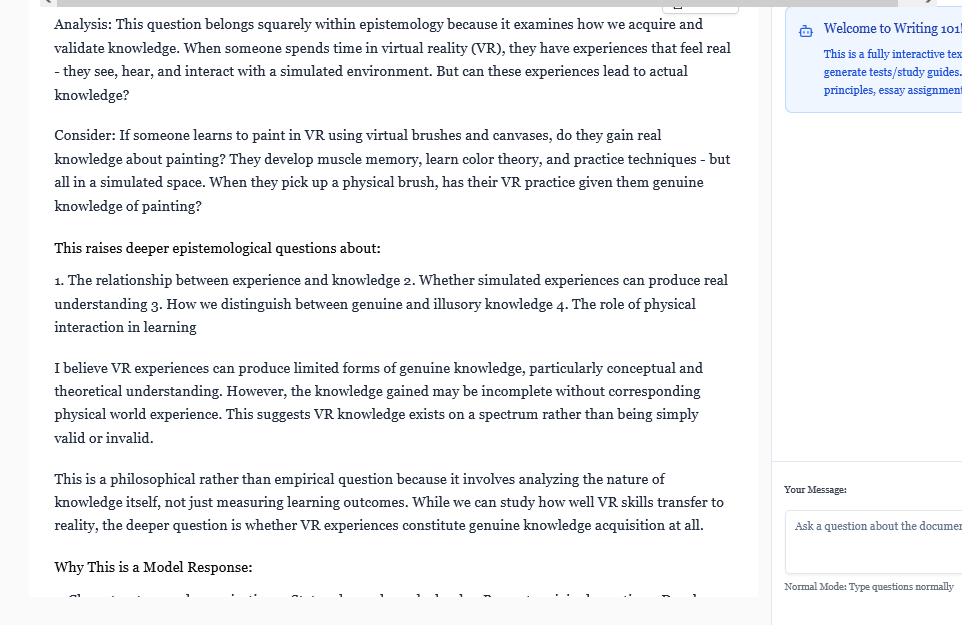 Analysis: This question belongs squarely within epistemology because it examines how we acquire and
validate knowledge. When someone spends time in virtual reality (VR), they have experiences that feel real
- they see, hear, and interact with a simulated environment. But can these experiences lead to actual
knowledge?
Consider: If someone learns to paint in VR using virtual brushes and canvases, do they gain real
knowledge about painting? They develop muscle memory, learn color theory, and practice techniques - but
all in a simulated space. When they pick up a physical brush, has their VR practice given them genuine
knowledge of painting?
This raises deeper epistemological questions about:
1. The relationship between experience and knowledge 2. Whether simulated experiences can produce real
understanding 3. How we distinguish between genuine and illusory knowledge 4. The role of physical
interaction in learning
I believe VR experiences can produce limited forms of genuine knowledge, particularly conceptual and
theoretical understanding. However, the knowledge gained may be incomplete without corresponding
physical world experience. This suggests VR knowledge exists on a spectrum rather than being simply
valid or invalid.
This is a philosophical rather than empirical question because it involves analyzing the nature of
knowledge itself, not just measuring learning outcomes. While we can study how well VR skills transfer to
reality, the deeper question is whether VR experiences constitute genuine knowledge acquisition at all.
Why This is a Model Response:
Welcome to Writing 101!
This is a fully interactive tex
generate tests/study guides.
principles, essay assignment
Your Message:
Ask a question about the documen
Normal Mode: Type questions normally